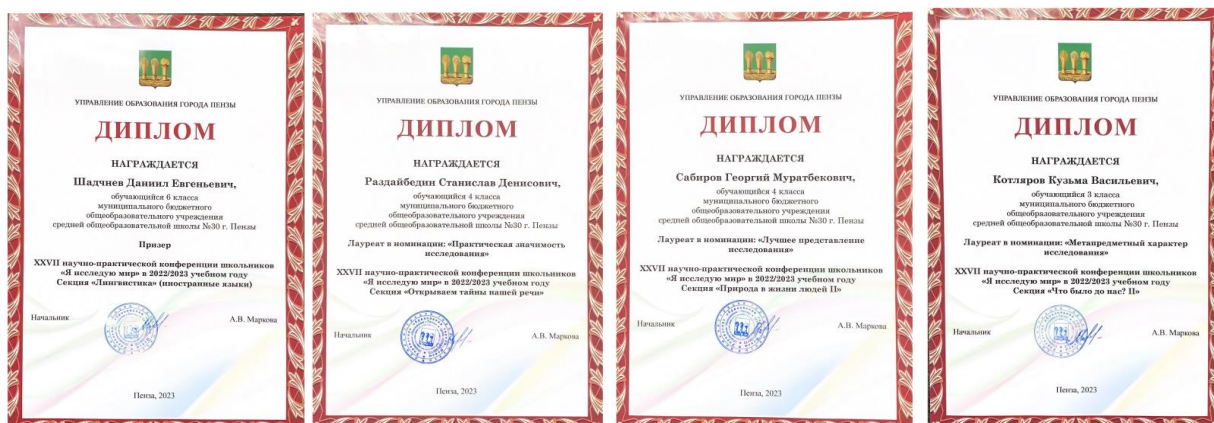 УПРАВЛЕНИЕ ОБРАЗОВАНИЯ ГОРОДА ПЕНЗЫ
ДИПЛОМ
НАГРАЖДАЕТСЯ
Шадчнев Даниил Евгеньевич,
обучающийся 6 класса
муниципального бюджетного
общеобразовательного учреждения
средней общеобразовательной школы №30 г. Пензы
Призер
XXVII научно-практической конференции школьников
«Я исследую мир» в 2022/2023 учебном году
Секция «Лингвистика» (иностранные языки)
Начальник
А.В. Маркова
Пенза, 2023
УПРАВЛЕНИЕ ОБРАЗОВАНИЯ ГОРОДА ПЕНЗЫ
ДИПЛОМ
НАГРАЖДАЕТСЯ
Раздайбедин Станислав Денисович,
обучающийся 4 класса
муниципального бюджетного
общеобразовательного учреждения
средней общеобразовательной школы №30 г. Пензы
Лауреат в номинации: «Практическая значимость
исследования»
XXVII научно-практической конференции школьников
«Я исследую мир» в 2022/2023 учебном году
Секция «Открываем тайны нашей речи»
Начальник
А.В. Маркова
Пенза, 2023
УПРАВЛЕНИЕ ОБРАЗОВАНИЯ ГОРОДА ПЕНЗЫ
ДИПЛОМ
НАГРАЖДАЕТСЯ
Сабиров Георгий Муратбекович,
обучающийся 4 класса
муниципального бюджетного
общеобразовательного учреждения
средней общеобразовательной школы №30 г. Пензы
Лауреат в номинации: «Лучшее представление
исследования»
XXVII научно-практической конференции школьников
«Я исследую мир» в 2022/2023 учебном году
Секция «Природа в жизни людей II»
Начальник
А.В. Маркова
Пенза, 2023
УПРАВЛЕНИЕ ОБРАЗОВАНИЯ ГОРОДА ПЕНЗЫ
ДИПЛОМ
НАГРАЖДАЕТСЯ
Котляров Кузьма Васильевич,
обучающийся 3 класса
муниципального бюджетного
общеобразовательного учреждения
средней общеобразовательной школы №30 г. Пензы
Лауреат в номинации: «Метапредметный характер
исследования»
XXVII научно-практической конференции школьников
«Я исследую мир» в 2022/2023 учебном году
Секция «Что было до нас? II»
Начальник
А.В. Маркова
Пенза, 2023